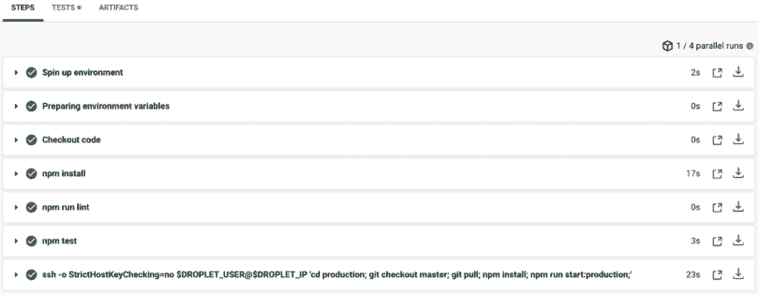 STEPS TESTS ARTIFACTS
1 / 4 parallel runs
Spin up environment 2s
Preparing environment variables 0s
Checkout code 0s
npm install 17s
npm run lint 0s
npm test 3s
ssh -o StrictHostKeyChecking=no $DROPLET_USER@$DROPLET_IP 'cd production; git checkout master; git pull; npm install; npm run start:production;' 23s